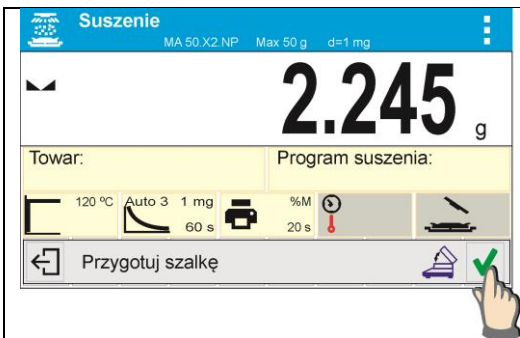 Suszenie
MA 50.X2.NP Max 50 g d=1 mg
2.245 g
Towar: Program suszenia:
120 ºC Auto 3 1 mg %M
60 s 20 s
Przygotuj szalkę